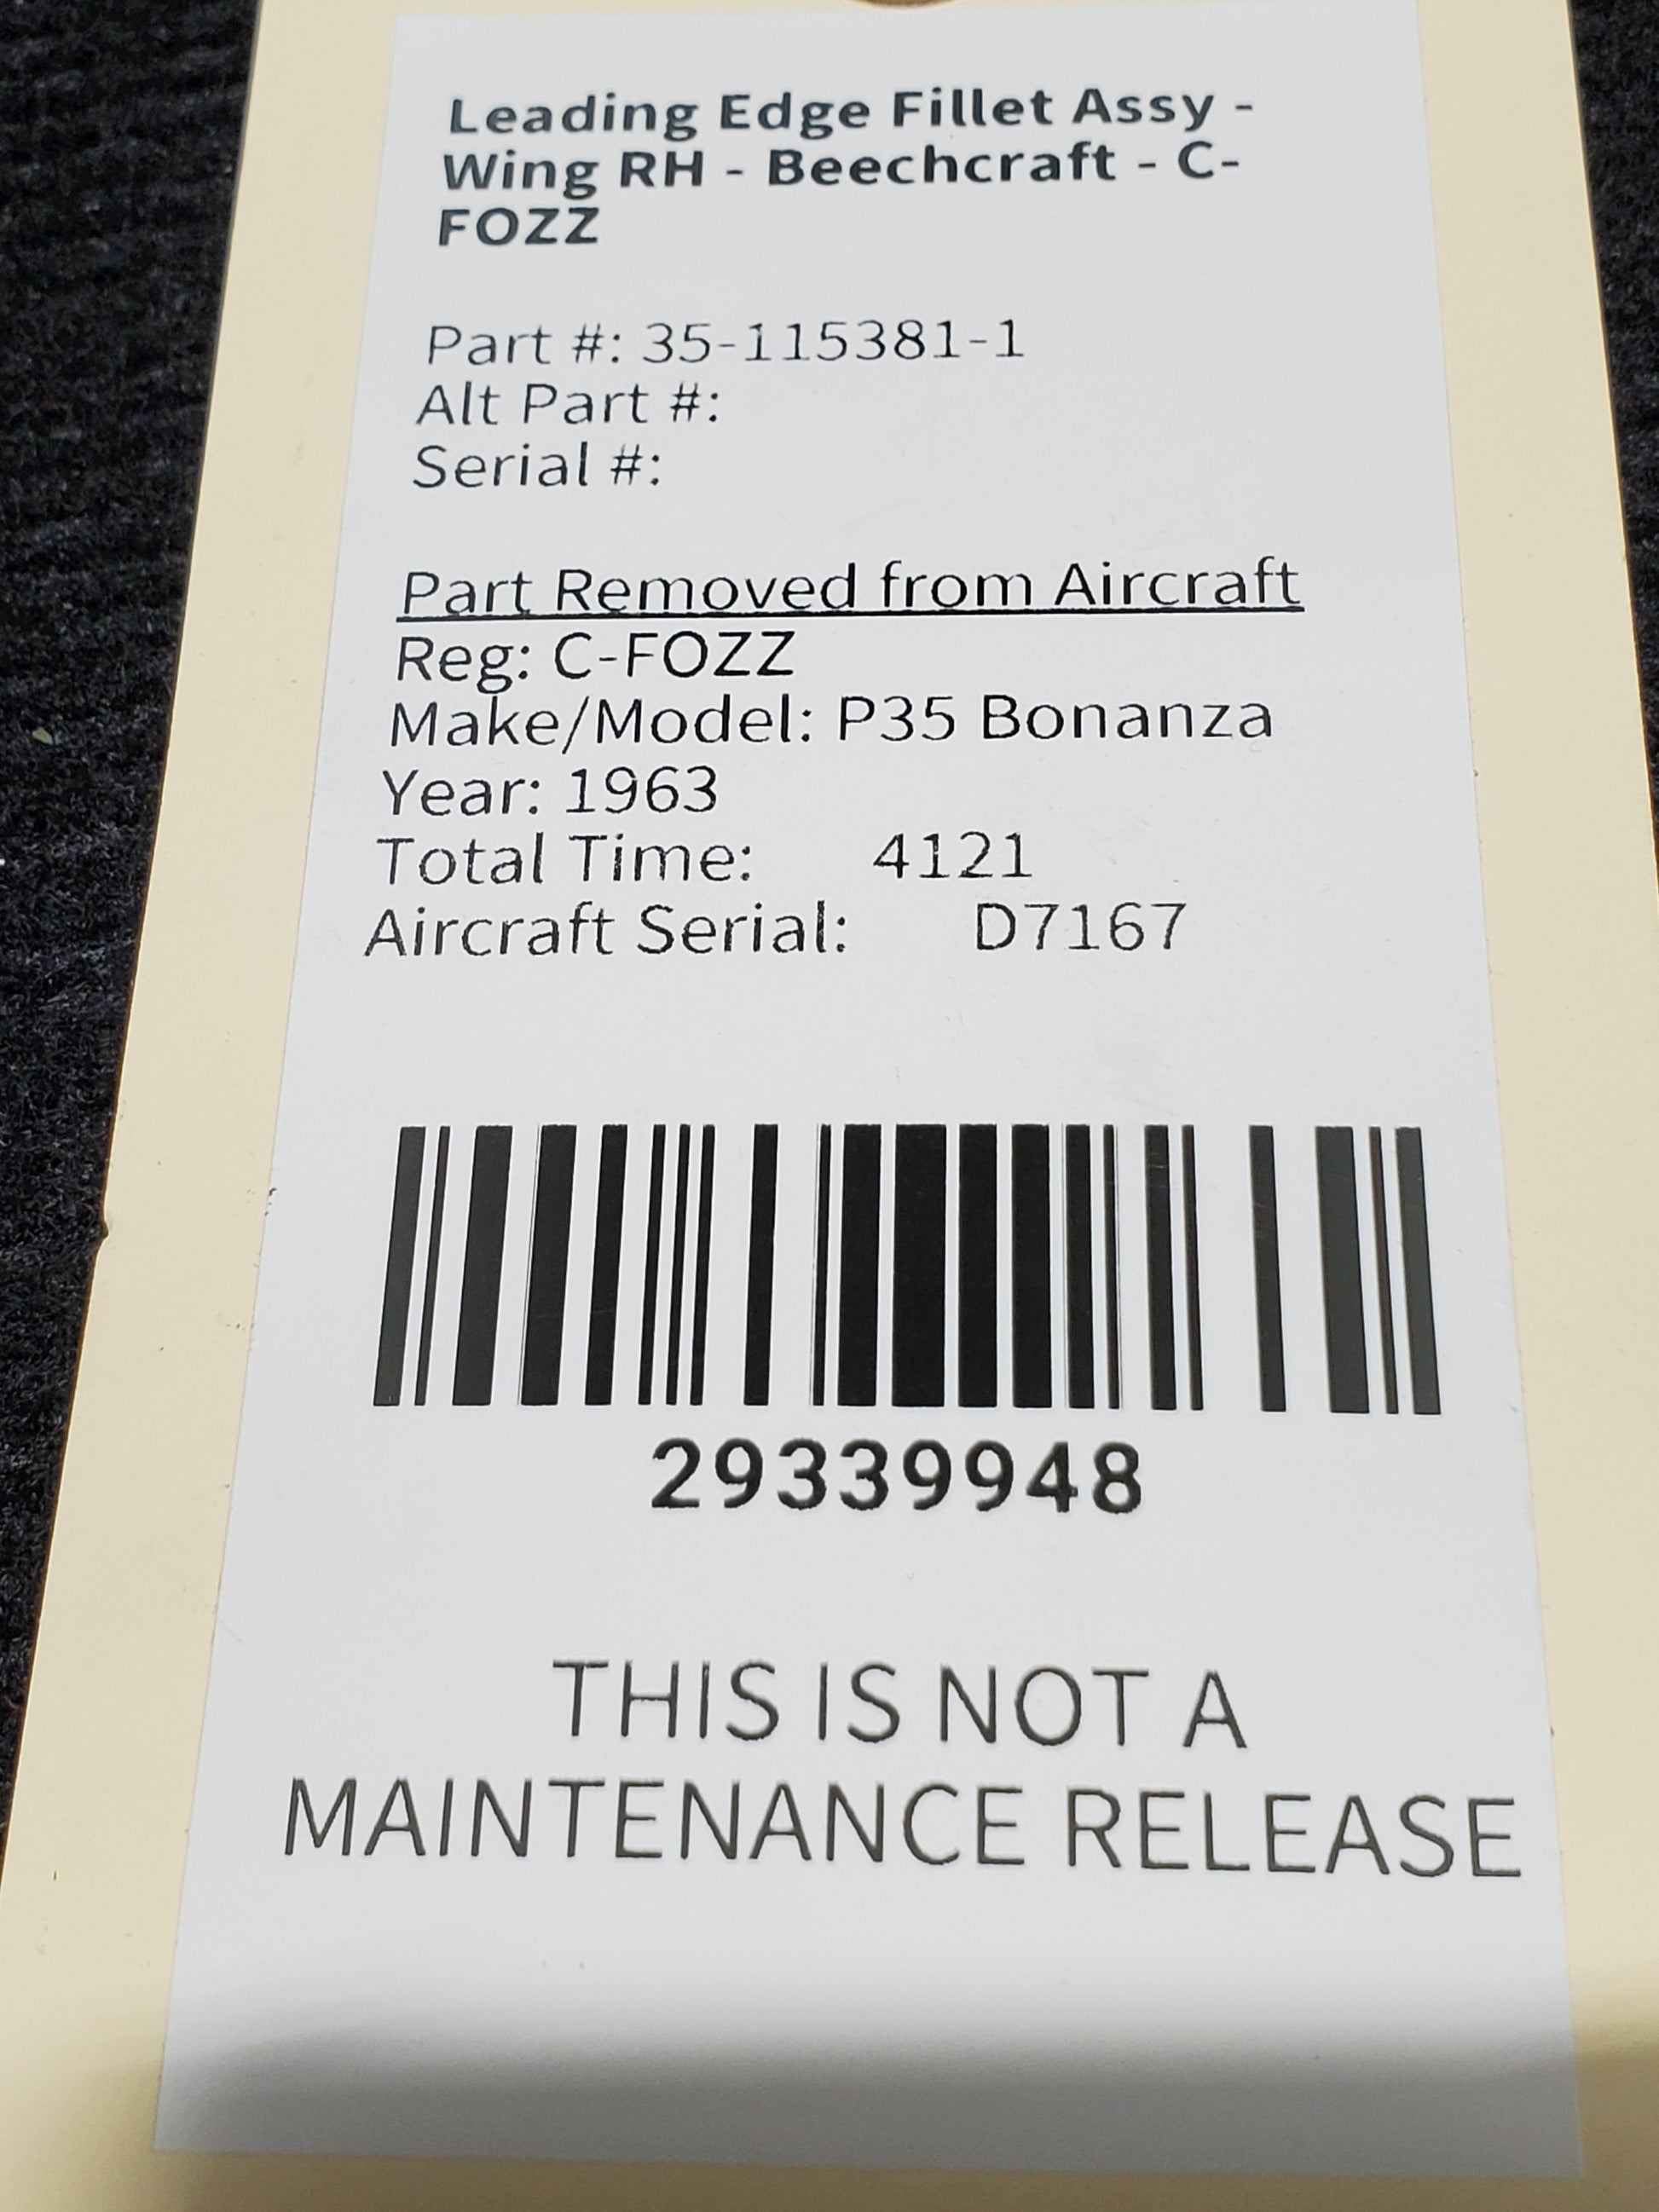 Leading Edge Fillet Assy -
Wing RH - Beechcraft - C-
FOZZ
Part #: 35-115381-1
Alt Part #:
Serial #:
Part Removed from Aircraft
Reg: C-FOZZ
Make/Model: P35 Bonanza
Year: 1963
Total Time: 4121
Aircraft Serial: D7167
29339948
THIS IS NOT A
MAINTENANCE RELEASE